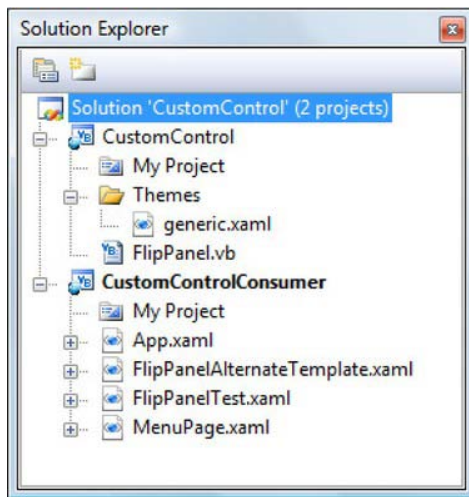 Solution Explorer
Solution 'CustomControl' (2 projects)
CustomControl
My Project
Themes
generic.xaml
FlipPanel.vb
CustomControlConsumer
My Project
App.xaml
FlipPanelAlternateTemplate.xaml
FlipPanelTest.xaml
MenuPage.xaml